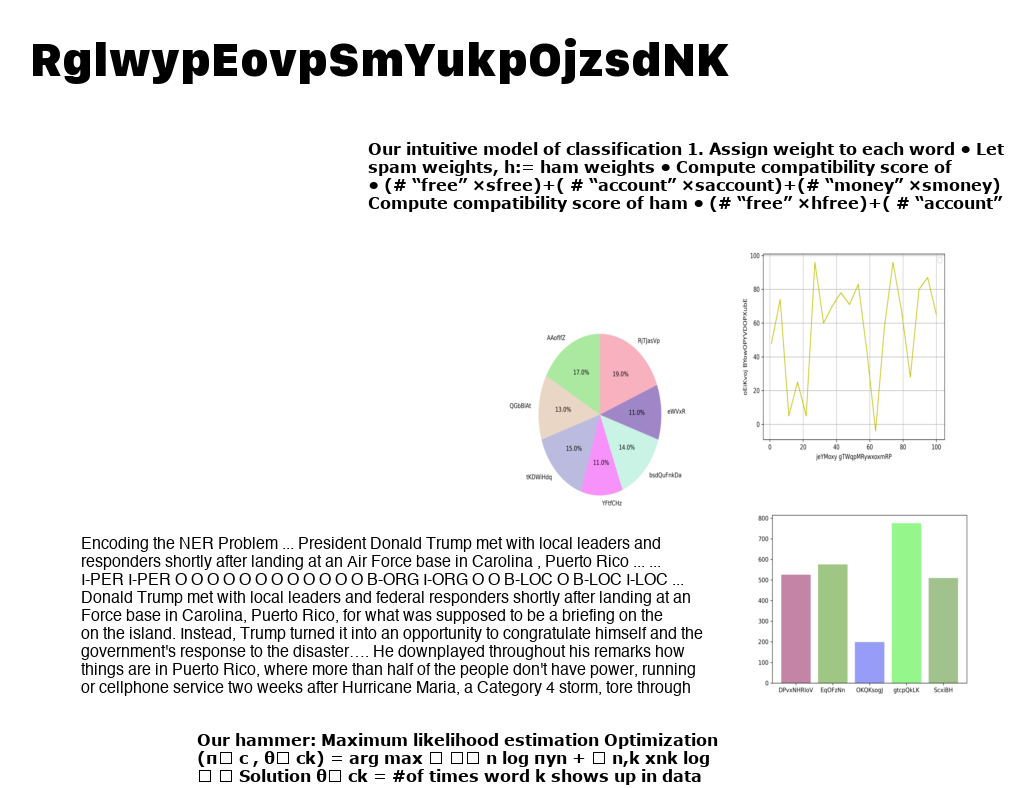 RglwypEovpSmYukpOjzsdNK
Our intuitive model of classification 1. Assign weight to each word • Let
spam weights, h:= ham weights • Compute compatibility score of
• (# “free” ×sfree)+( # “account” ×saccount)+(# “money” ×smoney)
Compute compatibility score of ham • (# “free” ×hfree)+( # “account”
100
80
60
40
20
0
0 20 40 60 80 100
jeYMoxy gTWqpMRywxoxmRP
RjTJasVp
19.0%
17.0%
eWVxR
11.0%
QGbBlAt
13.0%
14.0%
bsdQuFnkDa
15.0%
tKDWiHdq
11.0%
YFtfCHz
Encoding the NER Problem ... President Donald Trump met with local leaders and
responders shortly after landing at an Air Force base in Carolina , Puerto Rico ... ...
I-PER I-PER O O O O O O O O O O O O B-ORG I-ORG O O B-LOC O B-LOC I-LOC ...
Donald Trump met with local leaders and federal responders shortly after landing at an
Force base in Carolina, Puerto Rico, for what was supposed to be a briefing on the
on the island. Instead, Trump turned it into an opportunity to congratulate himself and the
government's response to the disaster…. He downplayed throughout his remarks how
things are in Puerto Rico, where more than half of the people don't have power, running
or cellphone service two weeks after Hurricane Maria, a Category 4 storm, tore through
800
700
600
500
400
300
200
100
0
DPvxNHRIoV EqOFzNn OKQKsogJ gtcpQkLK ScxiBH
Our hammer: Maximum likelihood estimation Optimization
(π□ c , θ□ ck) = arg max □ □□ n log πyn + □ n,k xnk log
□ □ Solution θ□ ck = #of times word k shows up in data